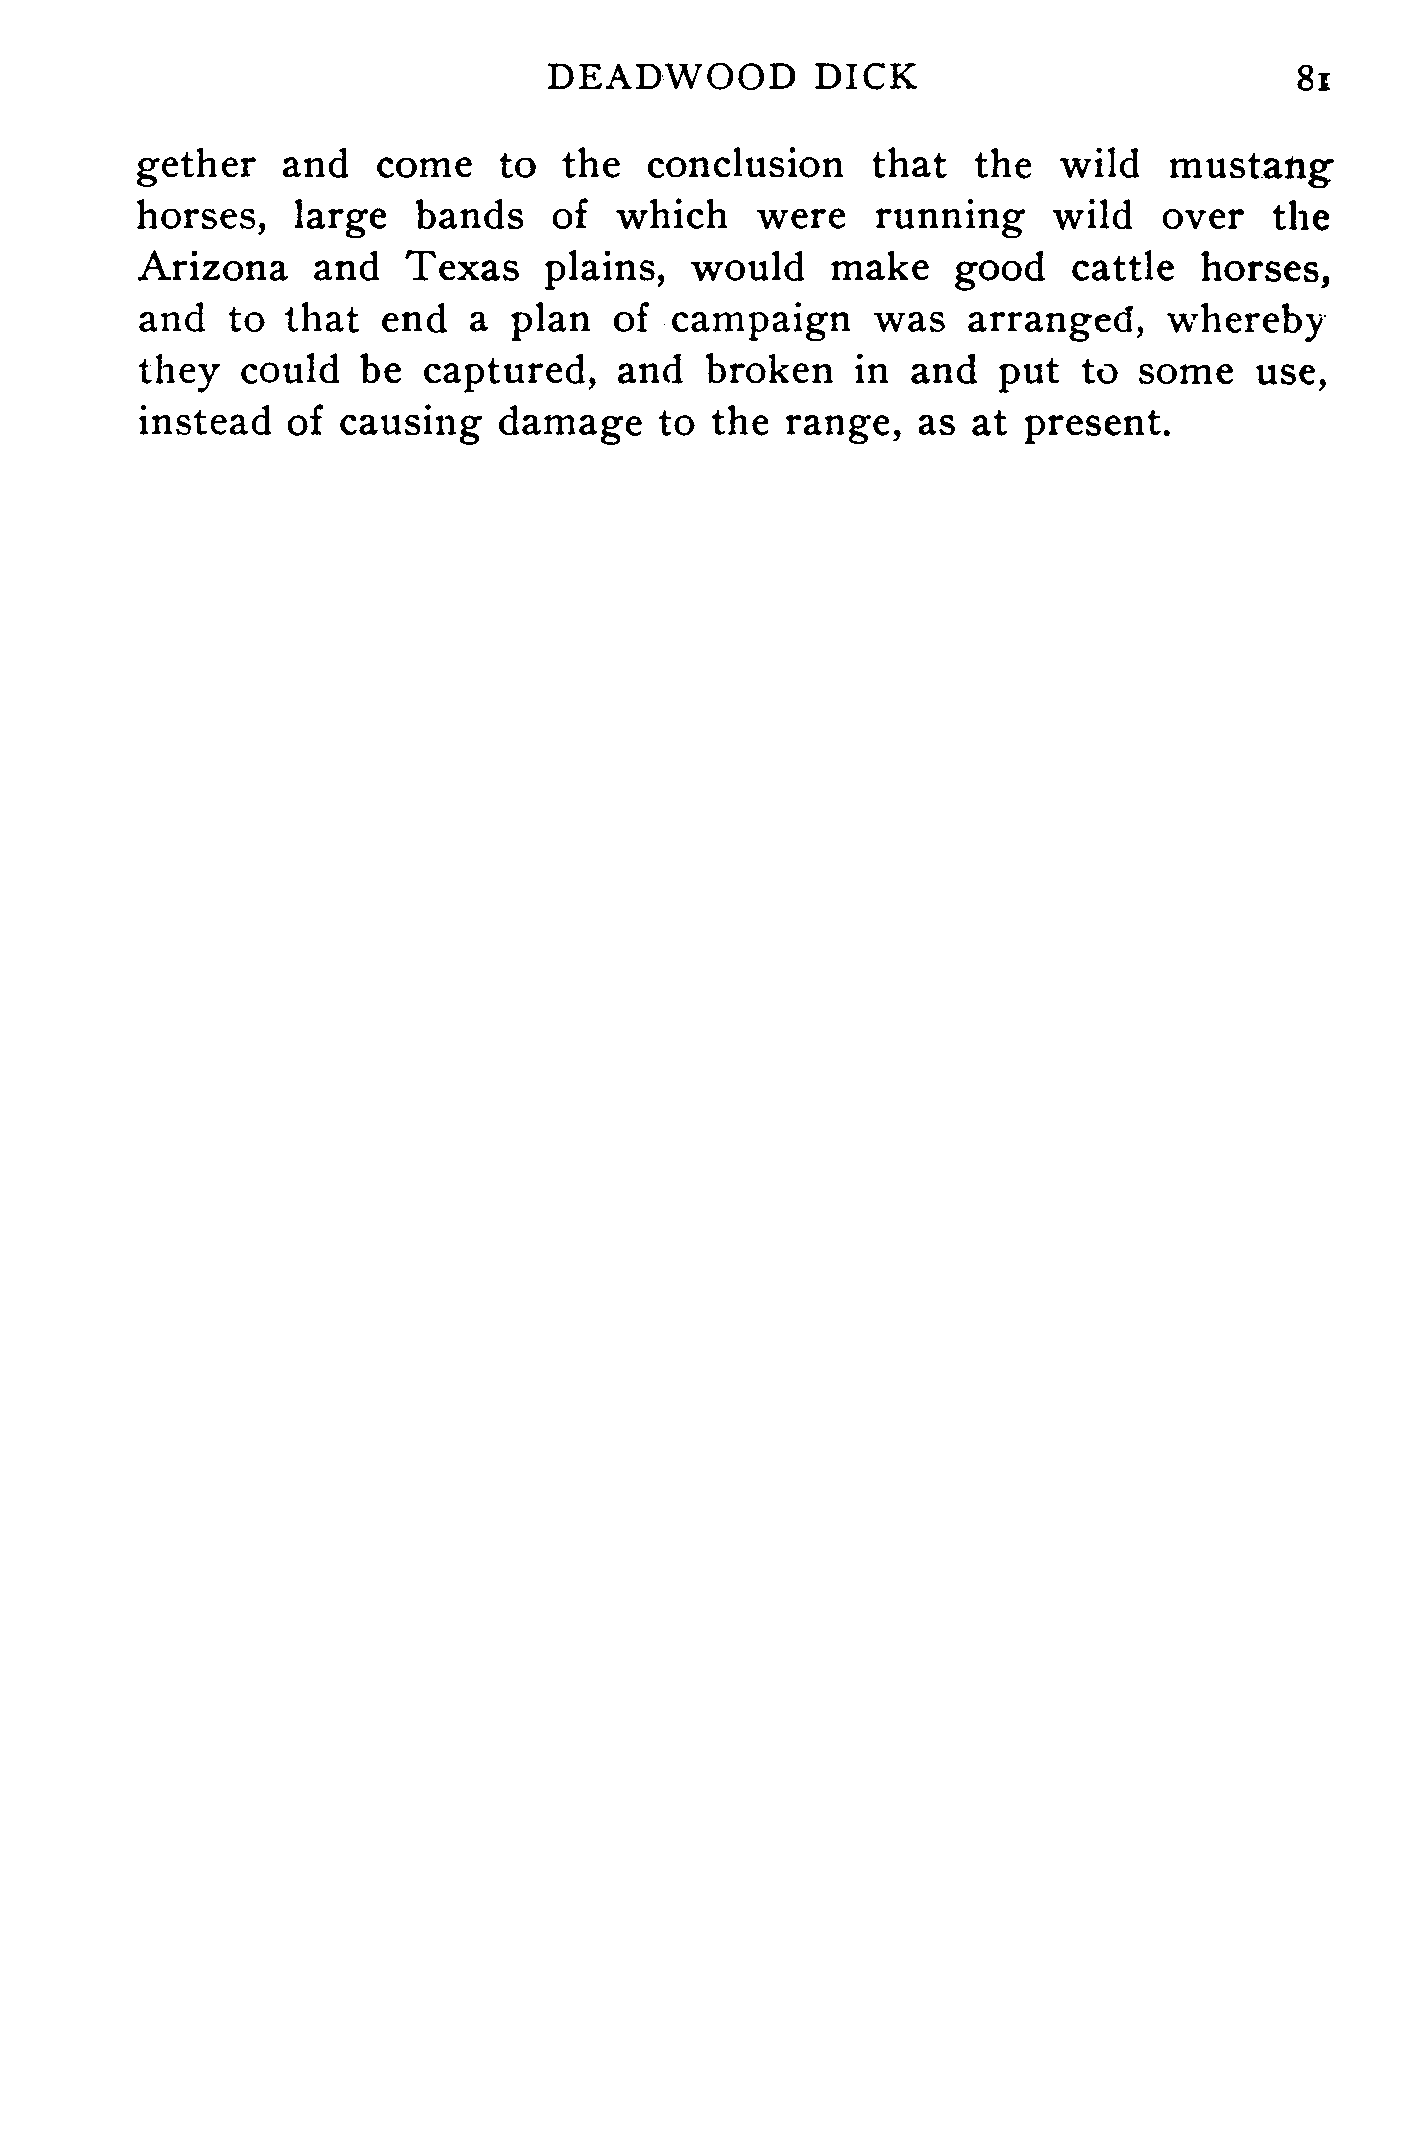 DEADWOOD DICK 81
gether and come to the conclusion that the wild mustang
horses, large bands of which were running wild over the
Arizona and Texas plains, would make good cattle horses,
and to that end a plan of campaign was arranged, whereby
they could be captured, and broken in and put to some use,
instead of causing damage to the range, as at present.